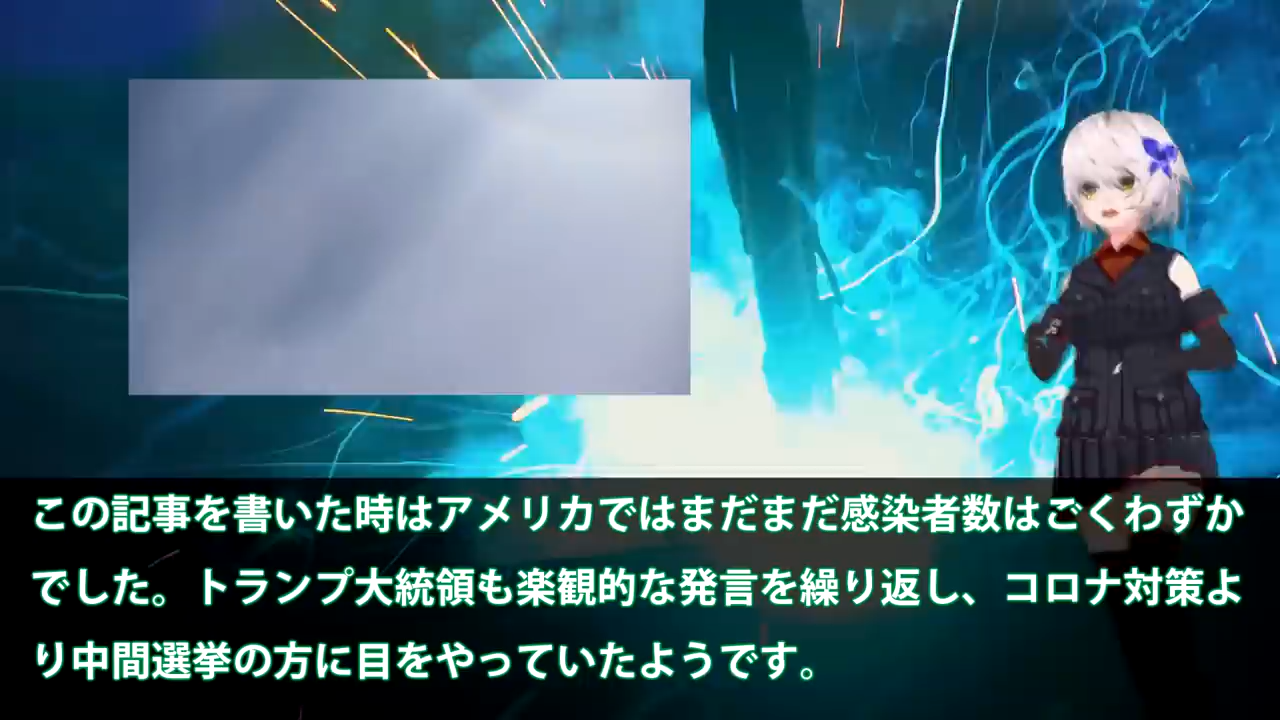 この記事を書いた時はアメリカではまだまだ感染者数はごくわずか
でした。トランプ大統領も楽観的な発言を繰り返し、コロナ対策よ
り中間選挙の方に目をやっていたようです。